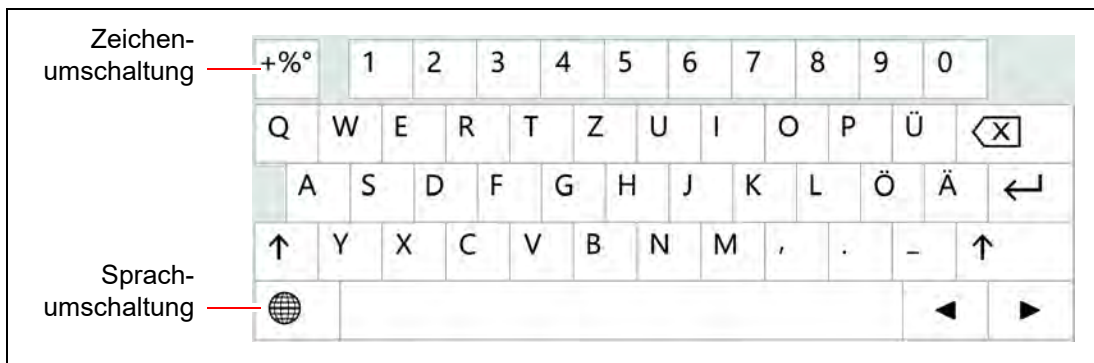 Zeichen-
umschaltung
+%° 1 2 3 4 5 6 7 8 9 0
Q W E R T Z U I O P Ü
A S D F G H J K L Ö Ä
Y X C V B N M , . _
Sprach-
umschaltung